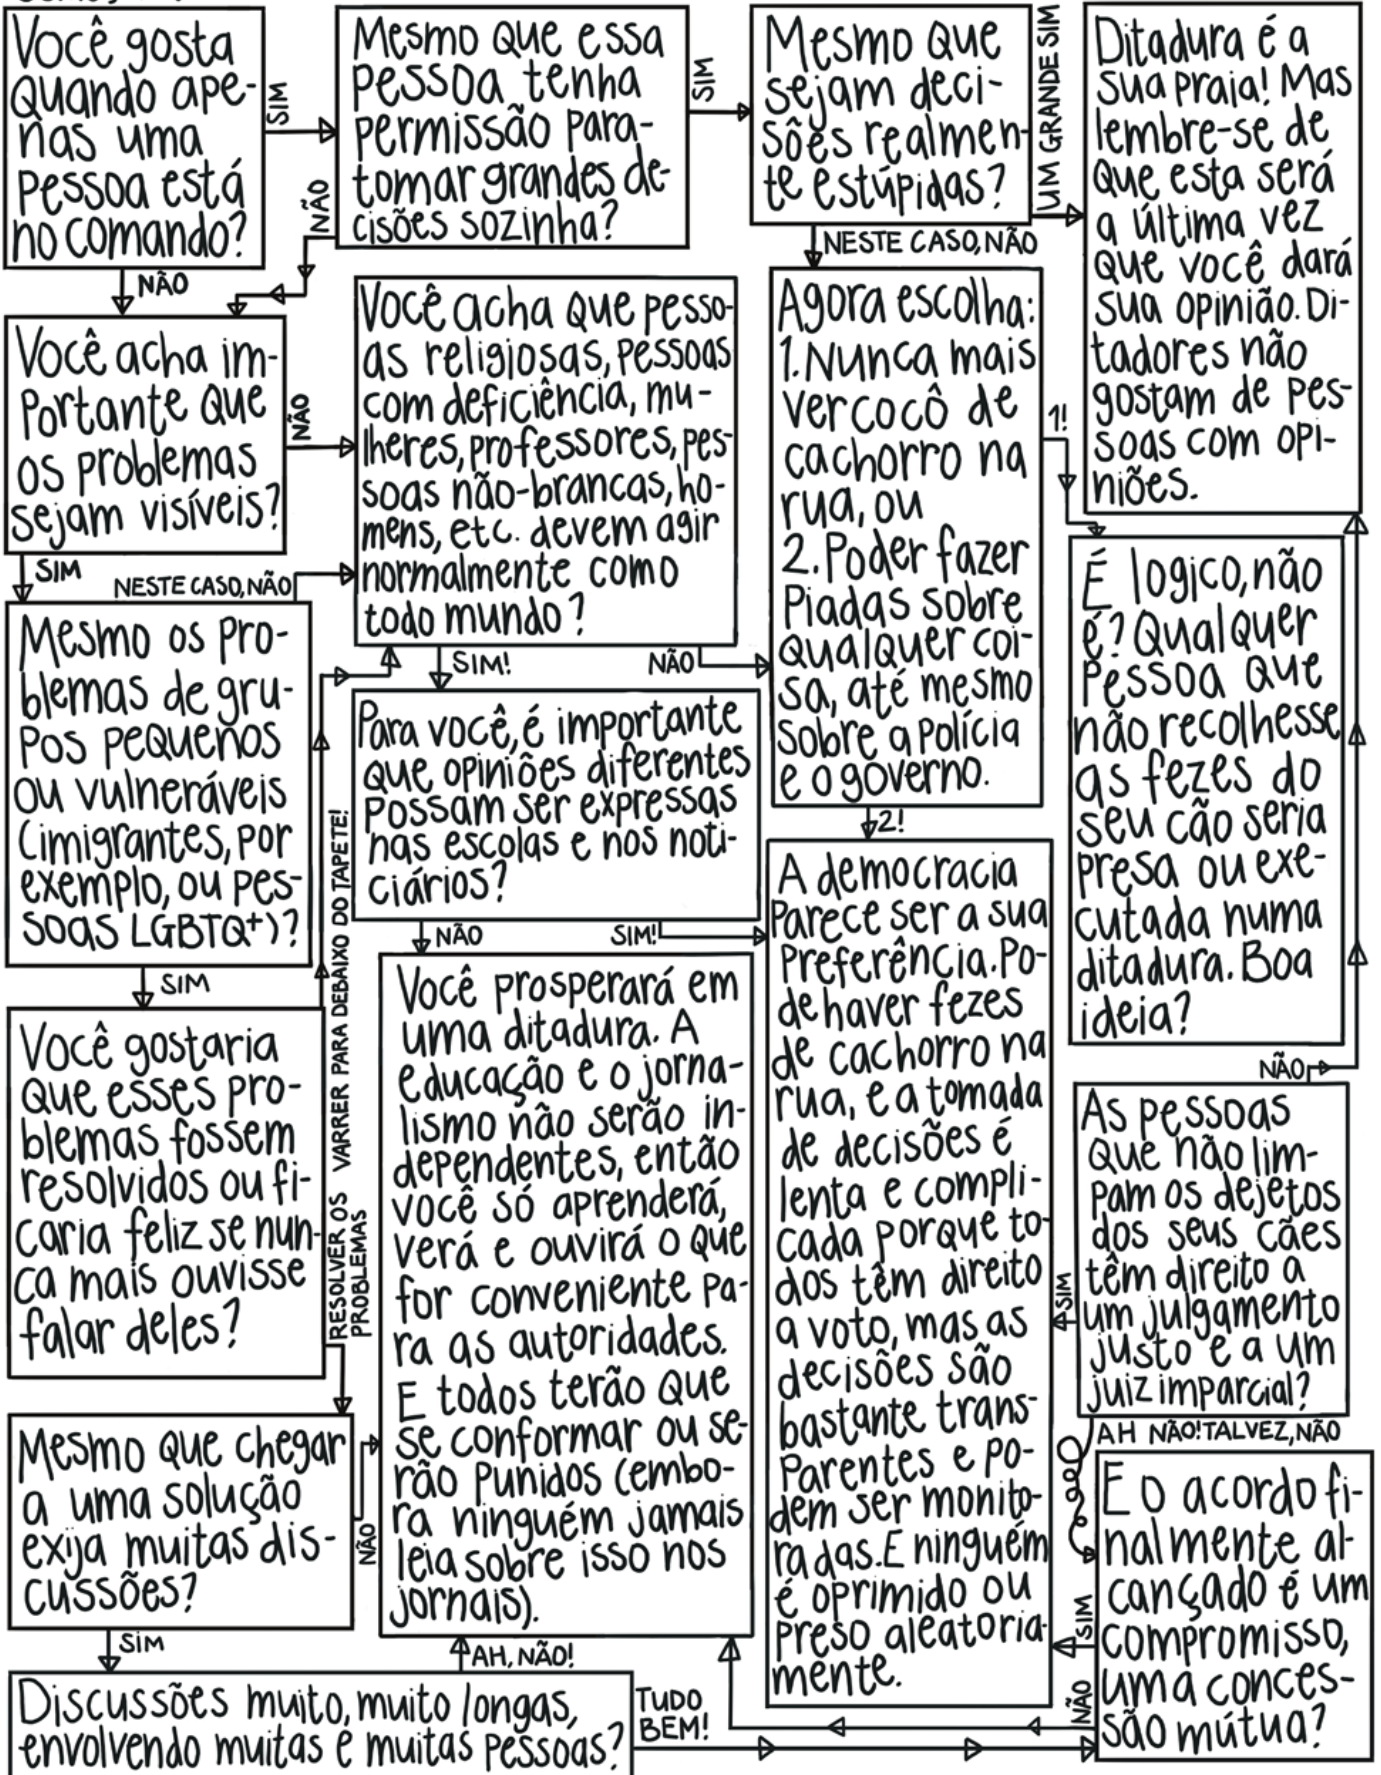 Você gosta
quando ape-
nas uma
pessoa está
no comando?
SIM
NÃO
Mesmo que essa
pessoa tenha
permissão para-
tomar grandes de-
cisões sozinha?
SIM
NÃO
Mesmo que
sejam deci-
sões realmen-
te estúpidas?
UM GRANDE SIM
NESTE CASO, NÃO
Ditadura é a
sua praia! Mas
lembre-se de
que esta será
a última vez
que você dará
sua opinião. Di-
tadores não
gostam de pes-
soas com opi-
niões.
Você acha im-
portante que
os problemas
sejam visíveis?
NÃO
SIM
Você acha que pesso-
as religiosas, pessoas
com deficiência, mu-
lheres, professores, pes-
soas não-brancas, ho-
mens, etc. devem agir
normalmente como
todo mundo?
SIM!
NÃO
Agora escolha:
1. Nunca mais
ver cocô de
cachorro na
rua, ou
2. Poder fazer
piadas sobre
qualquer coi-
sa, até mesmo
sobre a polícia
e o governo.
1!
2!
É logico, não
é? Qualquer
pessoa que
não recolhesse
as fezes do
seu cão seria
presa ou exe-
cutada numa
ditadura. Boa
ideia?
NESTE CASO, NÃO
Mesmo os pro-
blemas de gru-
pos pequenos
ou vulneráveis
(imigrantes, por
exemplo, ou pes-
soas LGBTQ+)?
SIM
Para você, é importante
que opiniões diferentes
possam ser expressas
nas escolas e nos noti-
ciários?
NÃO
SIM!
Você gostaria
que esses pro-
blemas fossem
resolvidos ou fi-
caria feliz se nun-
ca mais ouvisse
falar deles?
VARRER PARA DEBAIXO DO TAPETE!
RESOLVER OS
PROBLEMAS
Você prosperará em
uma ditadura. A
educação e o jorna-
lismo não serão in-
dependentes, então
você só aprenderá,
verá e ouvirá o que
for conveniente pa-
ra as autoridades.
E todos terão que
se conformar ou se-
rão punidos (embo-
ra ninguém jamais
leia sobre isso nos
jornais).
A democracia
parece ser a sua
preferência. Po-
de haver fezes
de cachorro na
rua, e a tomada
de decisões é
lenta e compli-
cada porque to-
dos têm direito
a voto, mas as
decisões são
bastante trans-
parentes e po-
dem ser monito-
radas. E ninguém
é oprimido ou
preso aleatoria-
mente.
NÃO
As pessoas
que não lim-
pam os dejetos
dos seus cães
têm direito a
um julgamento
justo e a um
juiz imparcial?
SIM
AH NÃO! TALVEZ, NÃO
Mesmo que chegar
a uma solução
exija muitas dis-
cussões?
NÃO
SIM
Discussões muito, muito longas,
envolvendo muitas e muitas pessoas?
AH, NÃO!
TUDO
BEM!
E o acordo fi-
nalmente al-
cançado é um
compromisso,
uma conces-
são mútua?
SIM
NÃO